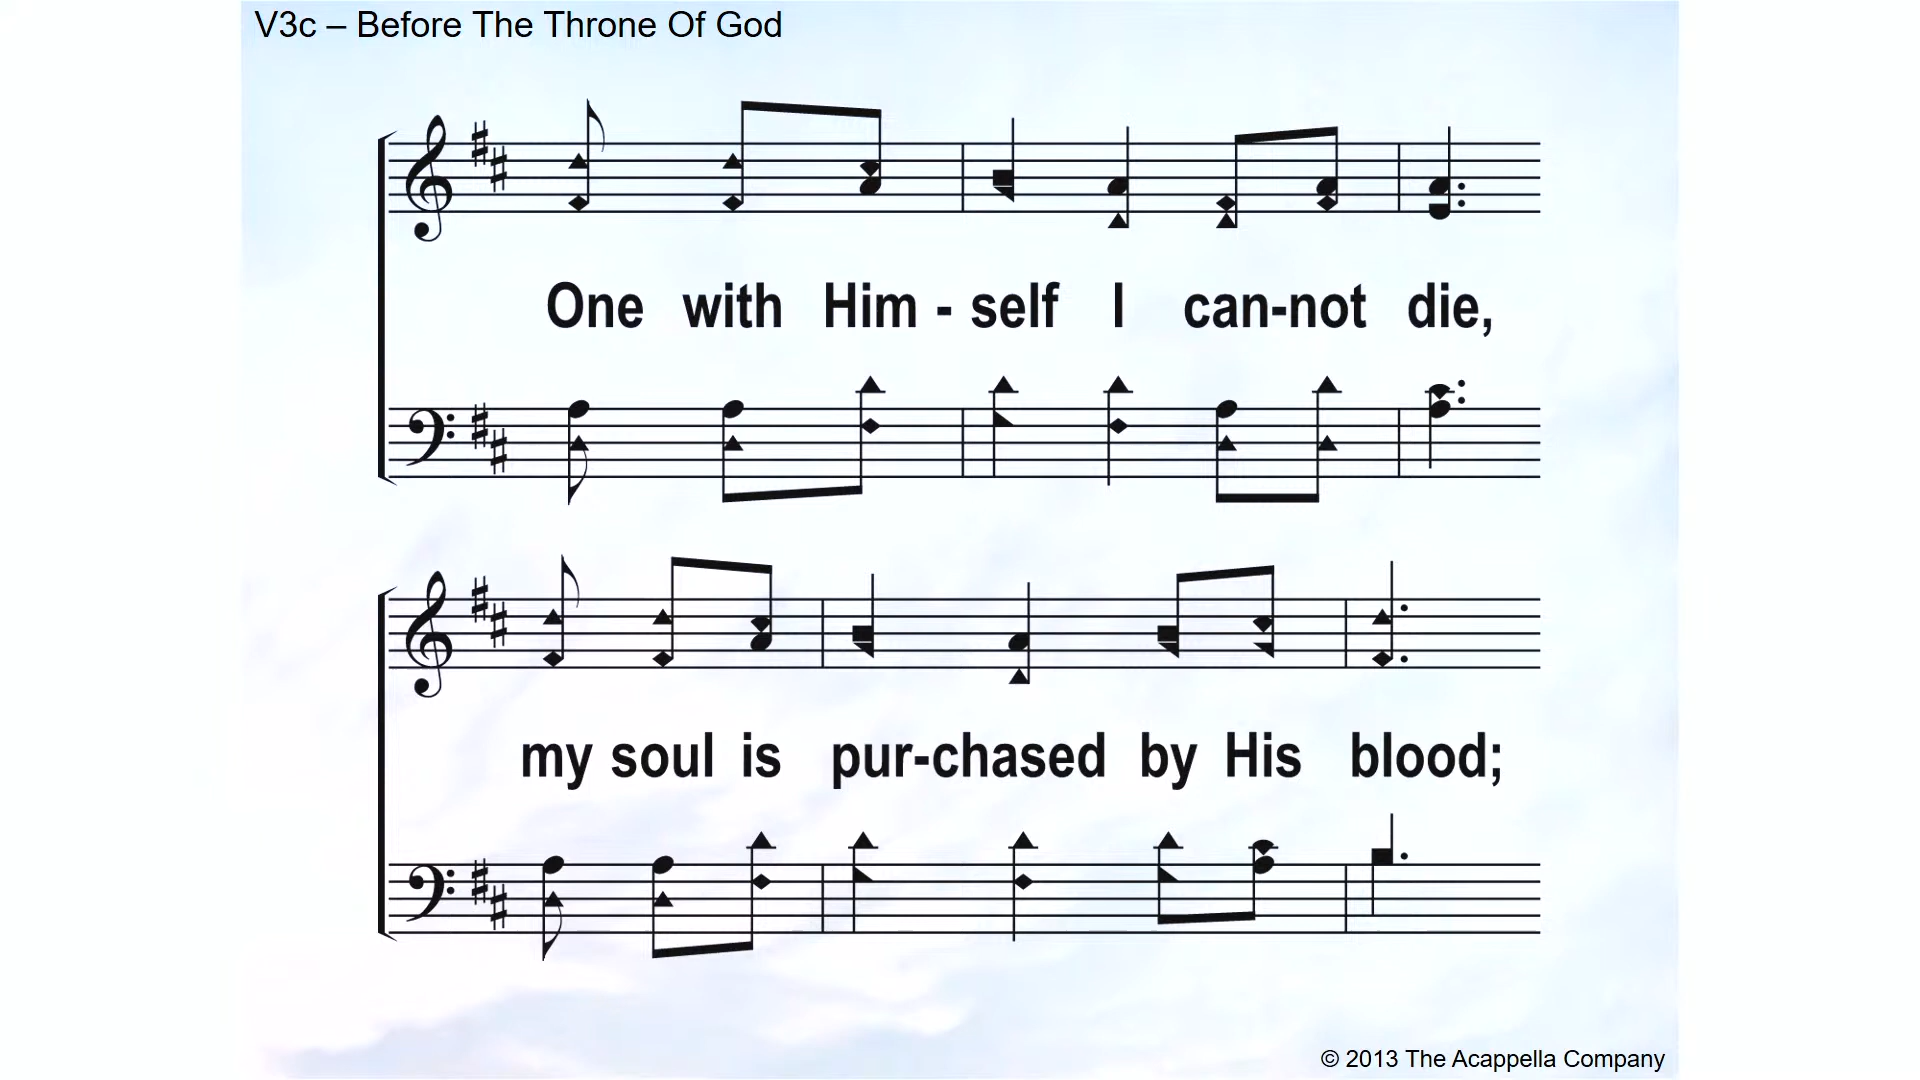 V3c – Before The Throne Of God
One with Him - self I can-not die,
my soul is pur-chased by His blood;
© 2013 The Acappella Company